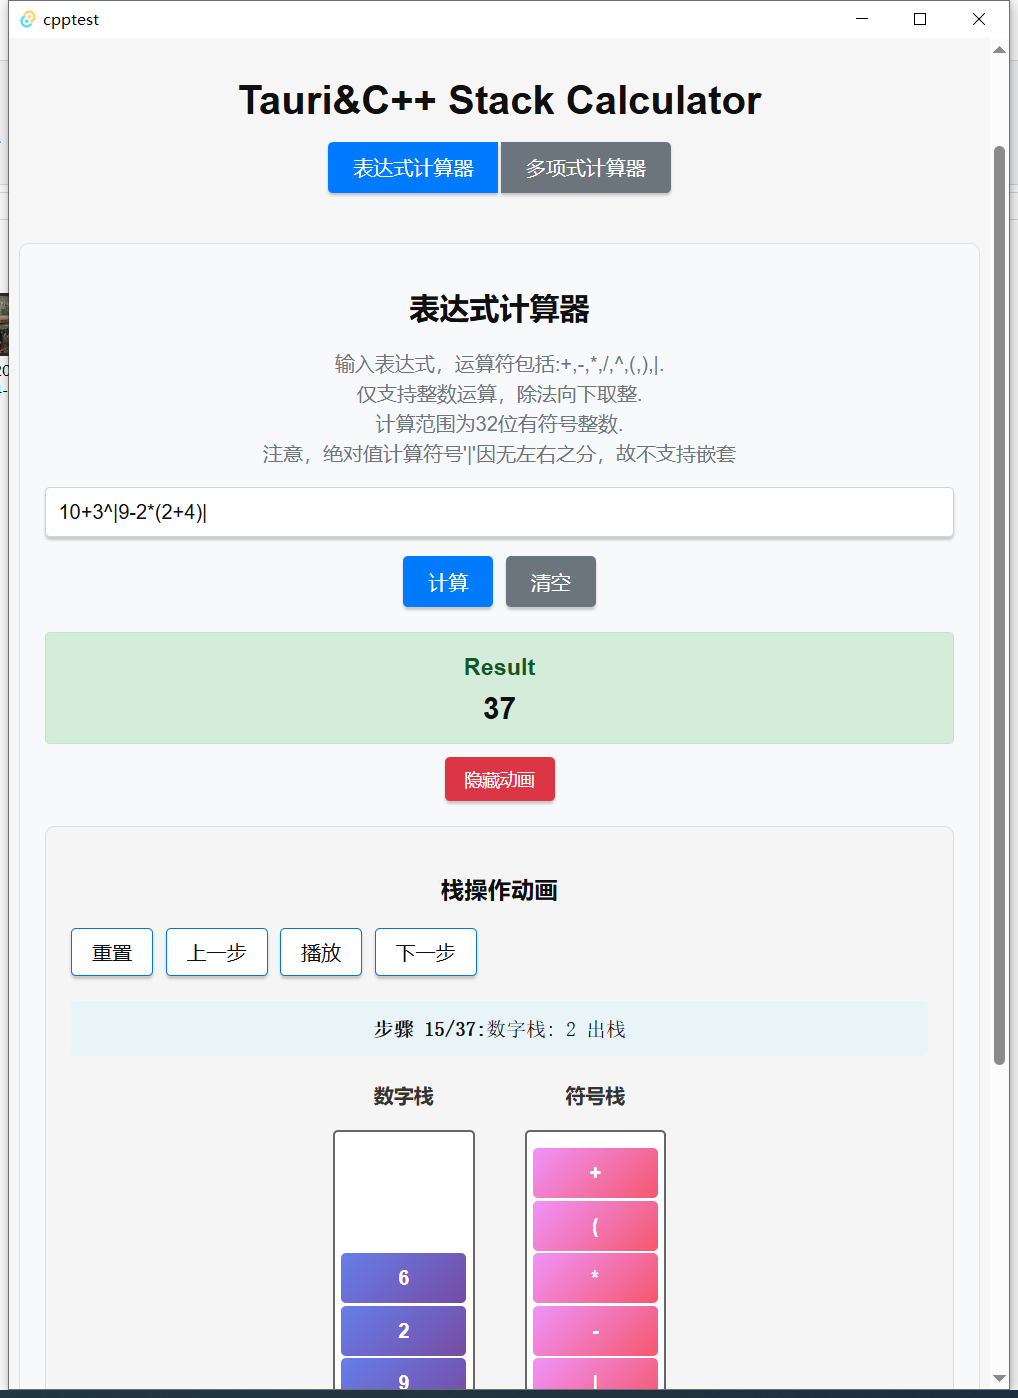 cpptest
Tauri&C++ Stack Calculator
表达式计算器
多项式计算器
表达式计算器
输入表达式，运算符包括:+,-,*,/,^,(,),|.
仅支持整数运算，除法向下取整.
计算范围为32位有符号整数.
注意，绝对值计算符号'|'因无左右之分，故不支持嵌套
10+3^|9-2*(2+4)|
计算
清空
Result
37
隐藏动画
栈操作动画
重置
上一步
播放
下一步
步骤 15/37:数字栈: 2 出栈
数字栈
符号栈
6
2
9
+
(
*
-
|